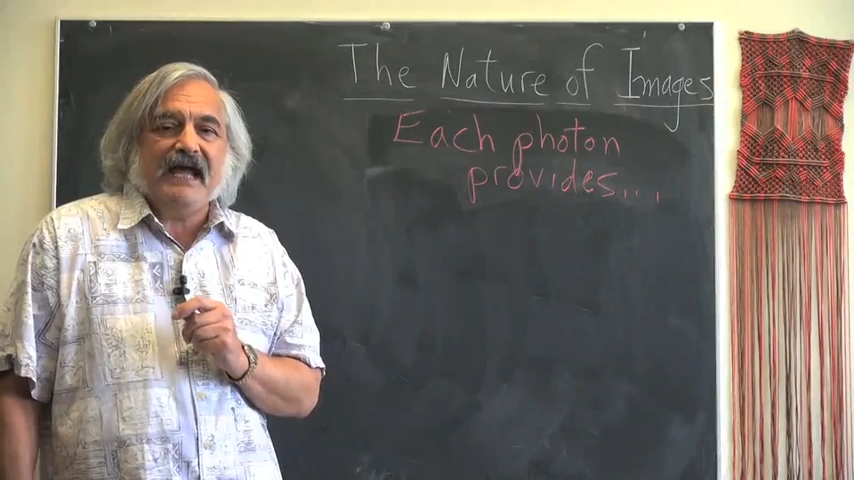 The Nature of Images
Each photon
provides....